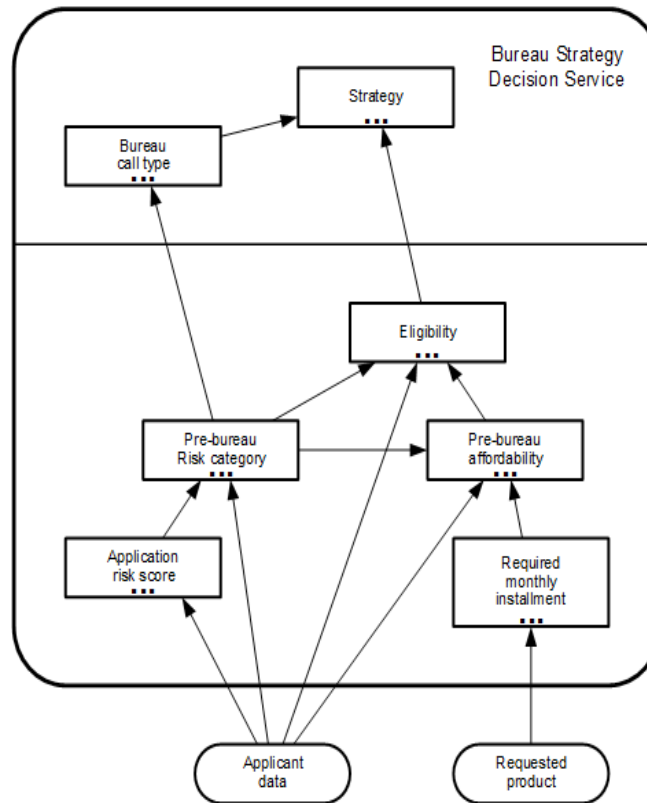 Bureau Strategy
Decision Service
Strategy
Bureau
call type
Eligibility
Pre-bureau
Risk category
Pre-bureau
affordability
Application
risk score
Required
monthly
installment
Applicant
data
Requested
product